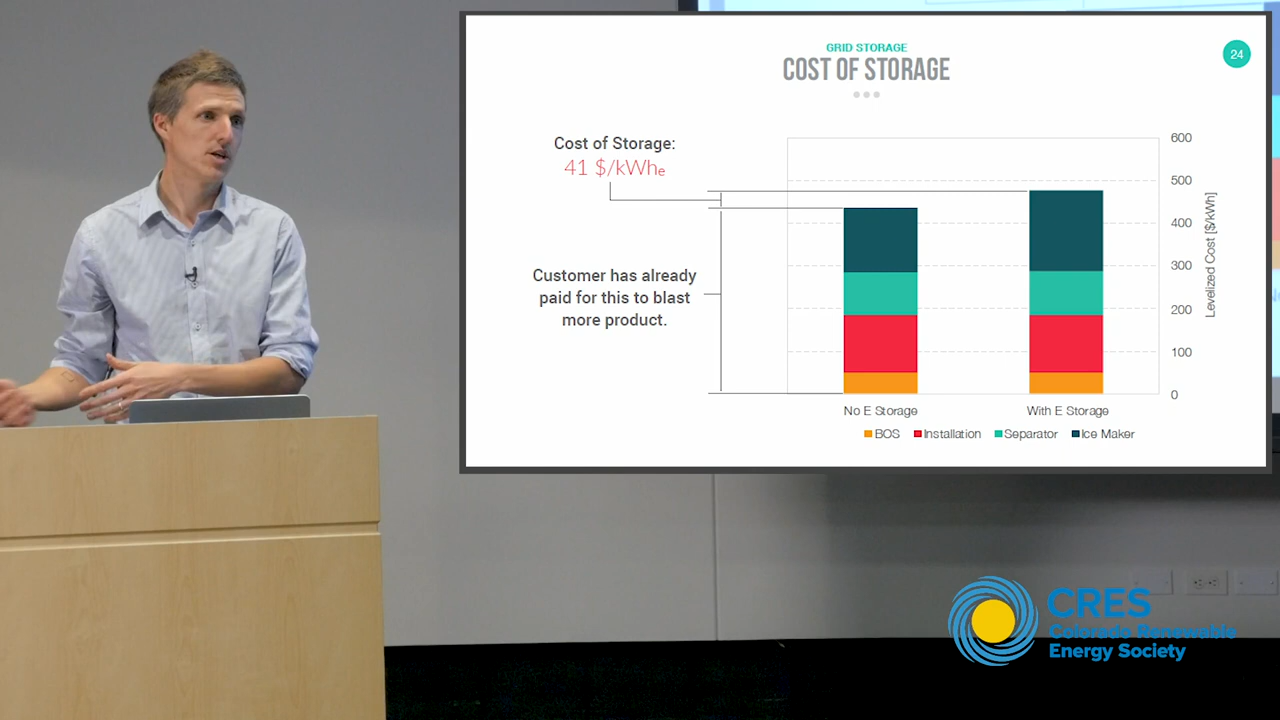 GRID STORAGE
COST OF STORAGE
24
Cost of Storage:
41 $/kWhe
Customer has already
paid for this to blast
more product.
600
500
400
300
200
100
0
Levelized Cost [$/kWh]
No E Storage
With E Storage
BOS
Installation
Separator
Ice Maker
CRES
Colorado Renewable
Energy Society